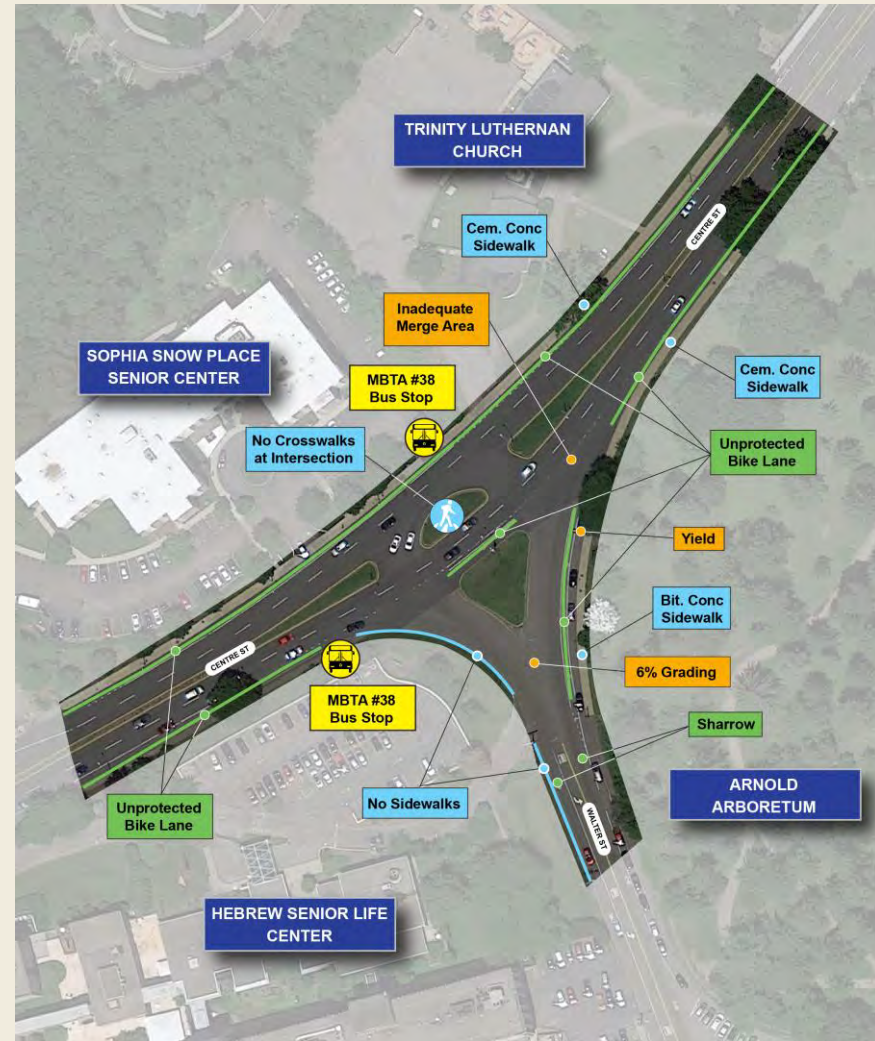 TRINITY LUTHERNAN
CHURCH
CENTRE ST
Cem. Conc
Sidewalk
Inadequate
Merge Area
SOPHIA SNOW PLACE
SENIOR CENTER
MBTA #38
Bus Stop
Cem. Conc
Sidewalk
No Crosswalks
at Intersection
Unprotected
Bike Lane
Yield
Bit. Conc
Sidewalk
CENTRE ST
6% Grading
MBTA #38
Bus Stop
Sharrow
Unprotected
Bike Lane
No Sidewalks
ARNOLD
ARBORETUM
WALTER ST
HEBREW SENIOR LIFE
CENTER